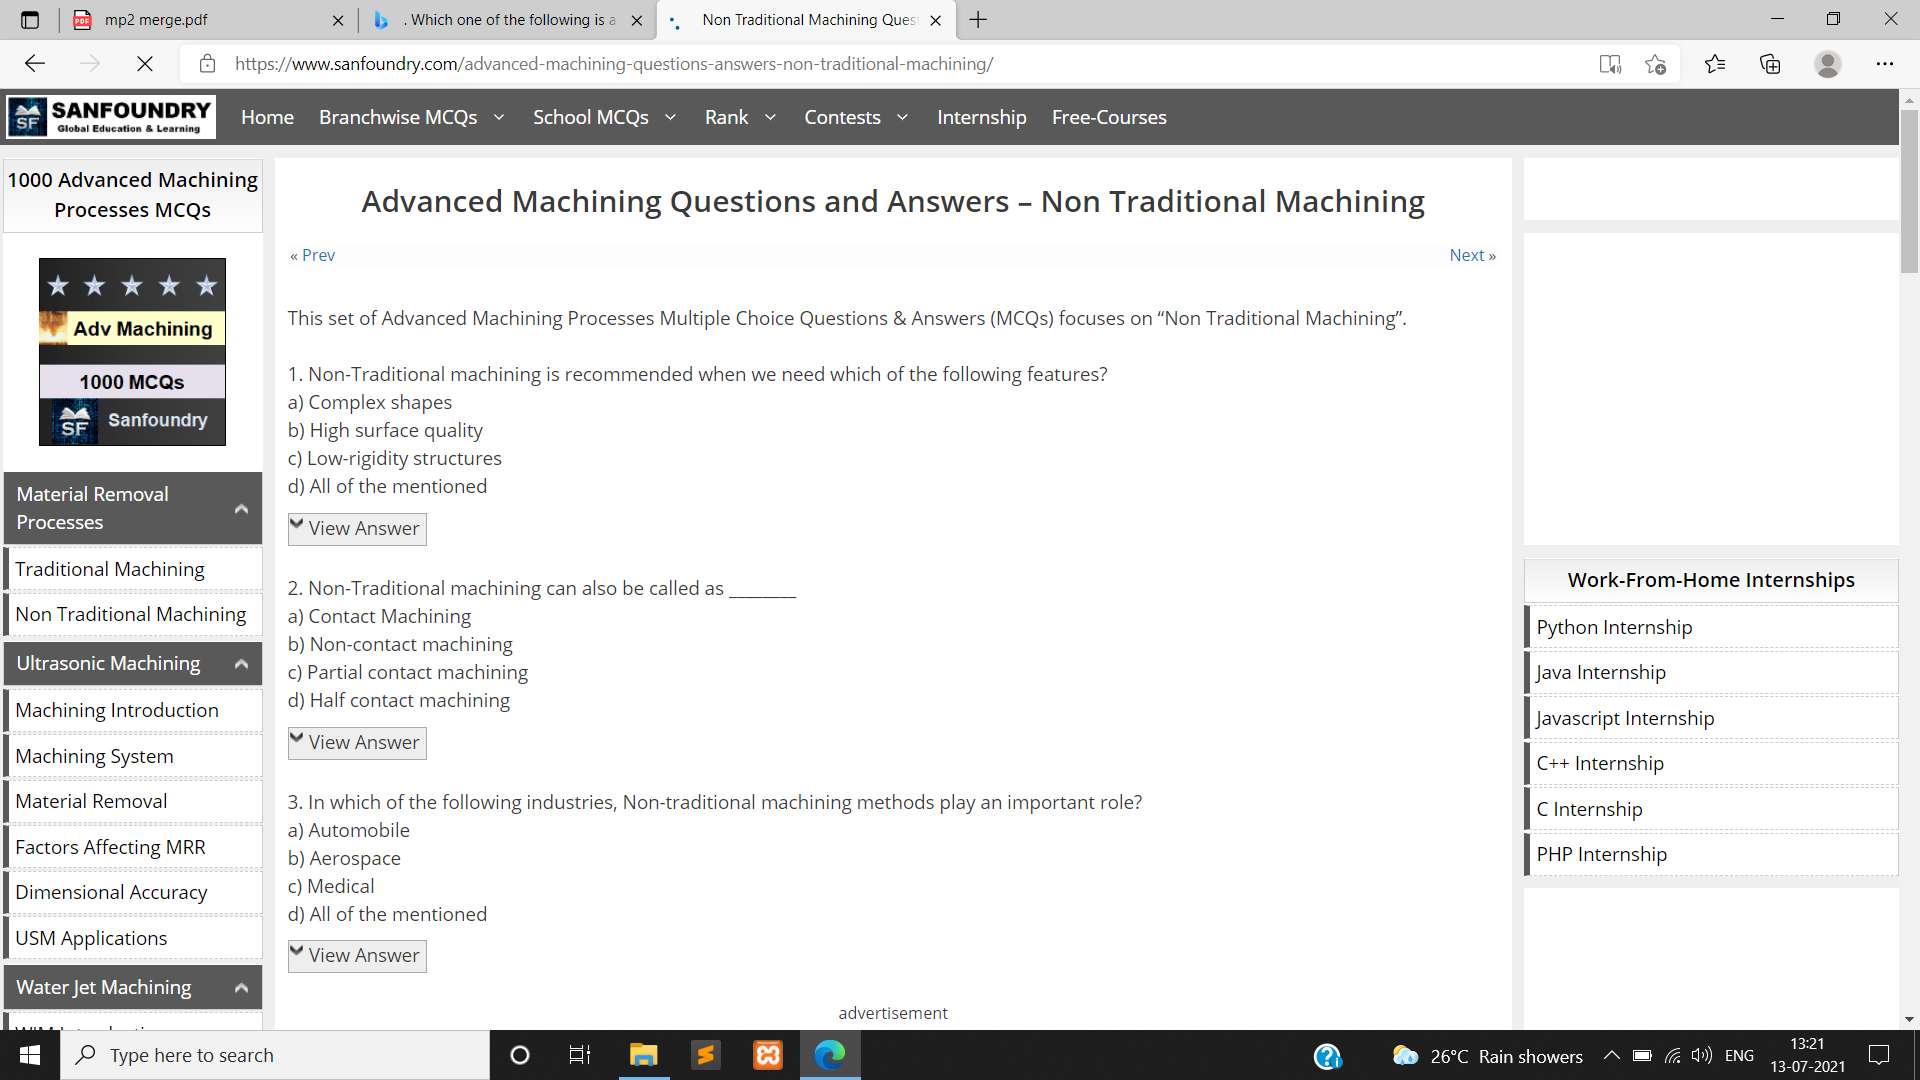 mp2 merge.pdf
. Which one of the following is a
Non Traditional Machining Ques
https://www.sanfoundry.com/advanced-machining-questions-answers-non-traditional-machining/
SF SANFOUNDRY
Global Education & Learning
Home
Branchwise MCQs
School MCQs
Rank
Contests
Internship
Free-Courses
1000 Advanced Machining
Processes MCQs
Adv Machining
1000 MCQs
SF Sanfoundry
Material Removal
Processes
Traditional Machining
Non Traditional Machining
Ultrasonic Machining
Machining Introduction
Machining System
Material Removal
Factors Affecting MRR
Dimensional Accuracy
USM Applications
Water Jet Machining
Advanced Machining Questions and Answers – Non Traditional Machining
« Prev
Next »
This set of Advanced Machining Processes Multiple Choice Questions & Answers (MCQs) focuses on “Non Traditional Machining”.
1. Non-Traditional machining is recommended when we need which of the following features?
a) Complex shapes
b) High surface quality
c) Low-rigidity structures
d) All of the mentioned
View Answer
2. Non-Traditional machining can also be called as ________
a) Contact Machining
b) Non-contact machining
c) Partial contact machining
d) Half contact machining
View Answer
3. In which of the following industries, Non-traditional machining methods play an important role?
a) Automobile
b) Aerospace
c) Medical
d) All of the mentioned
View Answer
advertisement
Work-From-Home Internships
Python Internship
Java Internship
Javascript Internship
C++ Internship
C Internship
PHP Internship
Type here to search
26°C Rain showers
ENG
13:21
13-07-2021